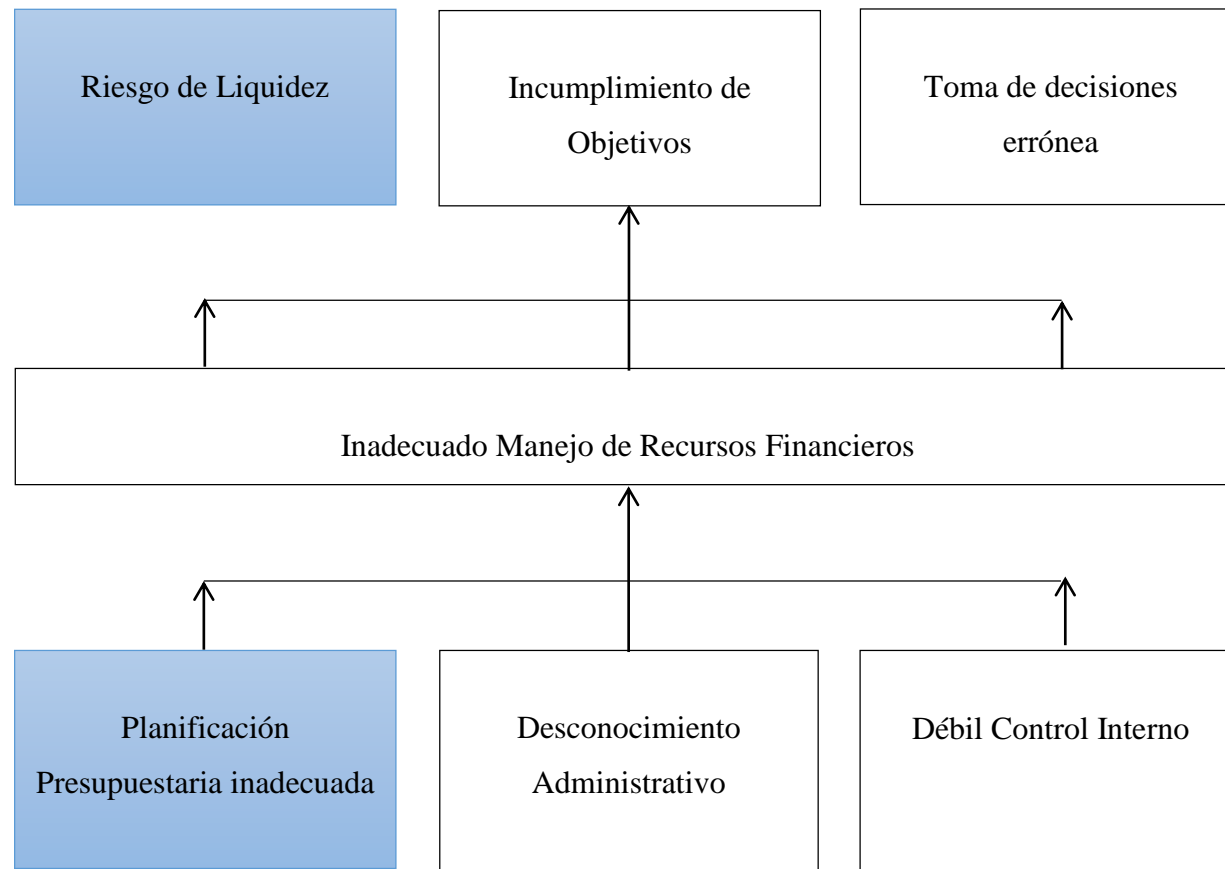 Riesgo de Liquidez
Incumplimiento de
Objetivos
Toma de decisiones
errónea
Inadecuado Manejo de Recursos Financieros
Planificación
Presupuestaria inadecuada
Desconocimiento
Administrativo
Débil Control Interno